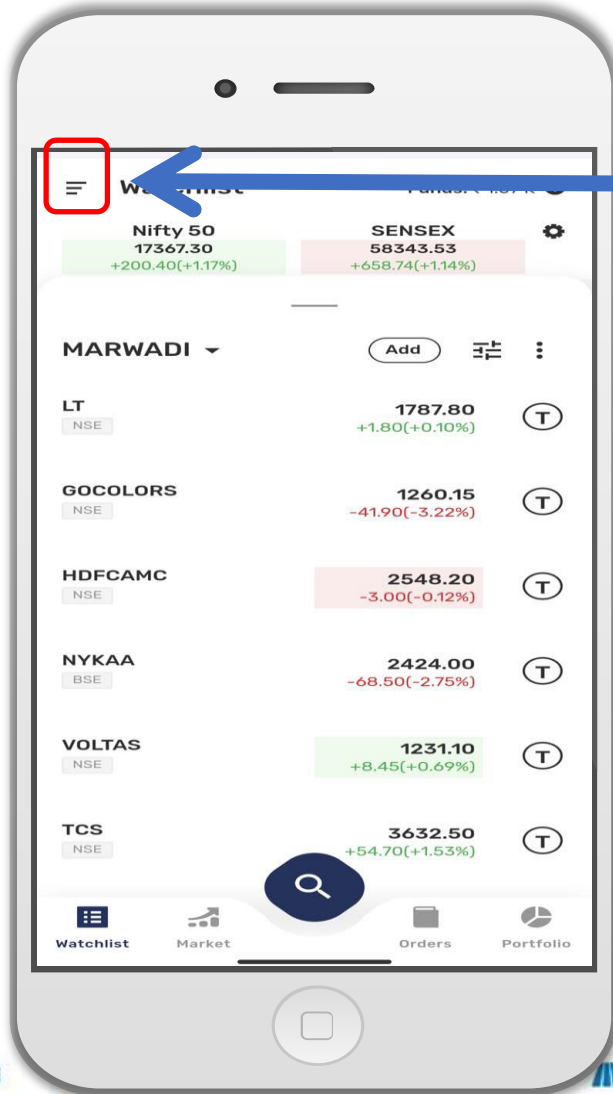 Nifty 50
SENSEX
17367.30
58343.53
+200.40(+1.17%)
+658.74(+1.14%)
MARWADI
Add
LT
1787.80
T
NSE
+1.80(+0.10%)
GOCOLORS
1260.15
T
NSE
-41.90(-3.22%)
HDFCAMC
2548.20
T
NSE
-3.00(-0.12%)
NYKAA
2424.00
T
BSE
-68.50(-2.75%)
VOLTAS
1231.10
T
NSE
+8.45(+0.69%)
TCS
3632.50
T
NSE
+54.70(+1.53%)
Watchlist
Market
Orders
Portfolio